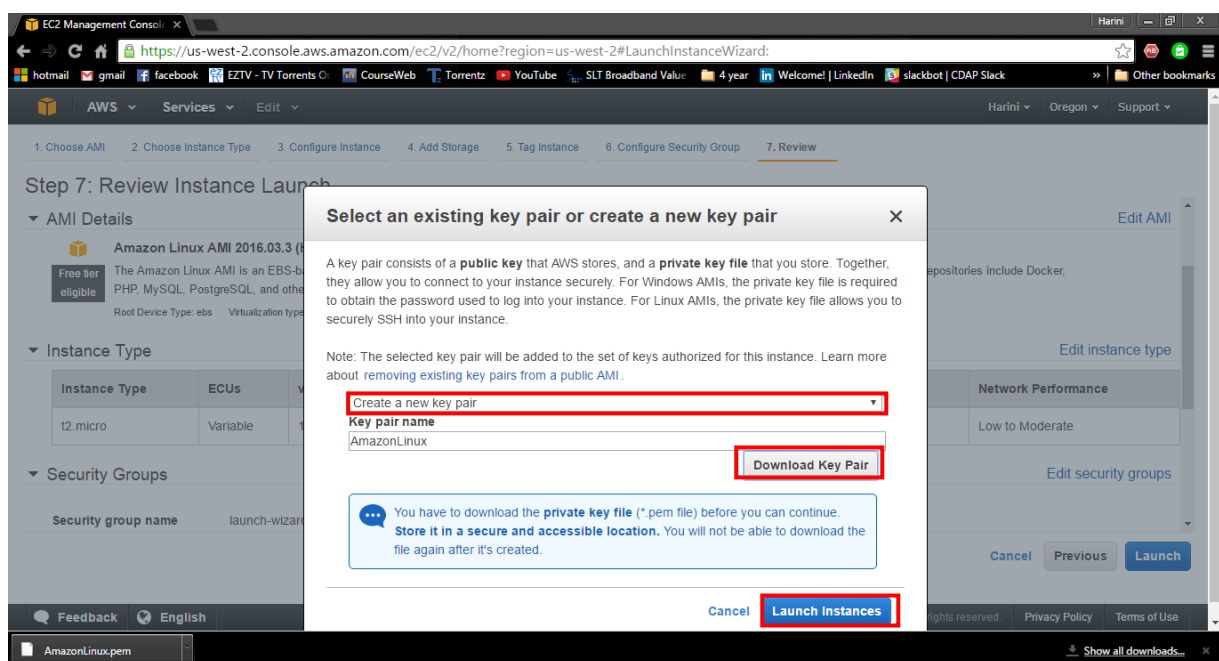 EC2 Management Consol
Harini
https://us-west-2.console.aws.amazon.com/ec2/v2/home?region=us-west-2#LaunchInstanceWizard:
hotmail gmail facebook EZTV - TV Torrents O CourseWeb Torrentz YouTube SLT Broadband Value 4 year Welcome! | LinkedIn slackbot | CDAP Slack » Other bookmarks
AWS Services Edit Harini Oregon Support
1. Choose AMI 2. Choose Instance Type 3. Configure Instance 4. Add Storage 5. Tag Instance 6. Configure Security Group 7. Review
Step 7: Review Instance Launch
AMI Details
Edit AMI
Amazon Linux AMI 2016.03.3 (
Free tier eligible
The Amazon Linux AMI is an EBS-ba
epositories include Docker,
PHP, MySQL, PostgreSQL, and othe
Root Device Type: ebs Virtualization type
Instance Type
Edit instance type
Instance Type ECUs v Network Performance
t2.micro Variable 1 Low to Moderate
Security Groups
Edit security groups
Security group name launch-wizard
Cancel Previous Launch
Select an existing key pair or create a new key pair X
A key pair consists of a public key that AWS stores, and a private key file that you store. Together,
they allow you to connect to your instance securely. For Windows AMIs, the private key file is required
to obtain the password used to log into your instance. For Linux AMIs, the private key file allows you to
securely SSH into your instance.
Note: The selected key pair will be added to the set of keys authorized for this instance. Learn more
about removing existing key pairs from a public AMI.
Create a new key pair
Key pair name
AmazonLinux
Download Key Pair
You have to download the private key file (*.pem file) before you can continue.
Store it in a secure and accessible location. You will not be able to download the
file again after it's created.
Cancel Launch Instances
Feedback English rights reserved. Privacy Policy Terms of Use
AmazonLinux.pem Show all downloads...